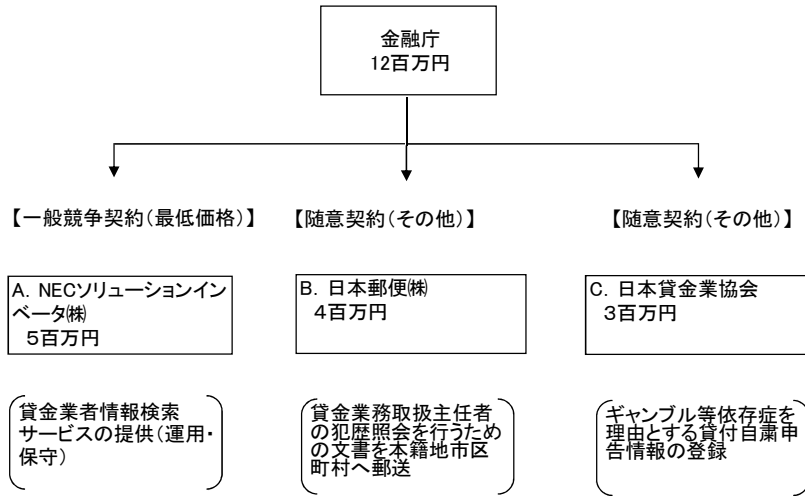 金融庁
12百万円
【一般競争契約(最低価格)】
【随意契約(その他)】
【随意契約(その他)】
A. NECソリューションイン
ベータ㈱
５百万円
B. 日本郵便㈱
４百万円
C. 日本貸金業協会
３百万円
貸金業者情報検索
サービスの提供(運用・
保守)
貸金業務取扱主任者
の犯歴照会を行うため
の文書を本籍地市区
町村へ郵送
ギャンブル等依存症を
理由とする貸付自粛申
告情報の登録